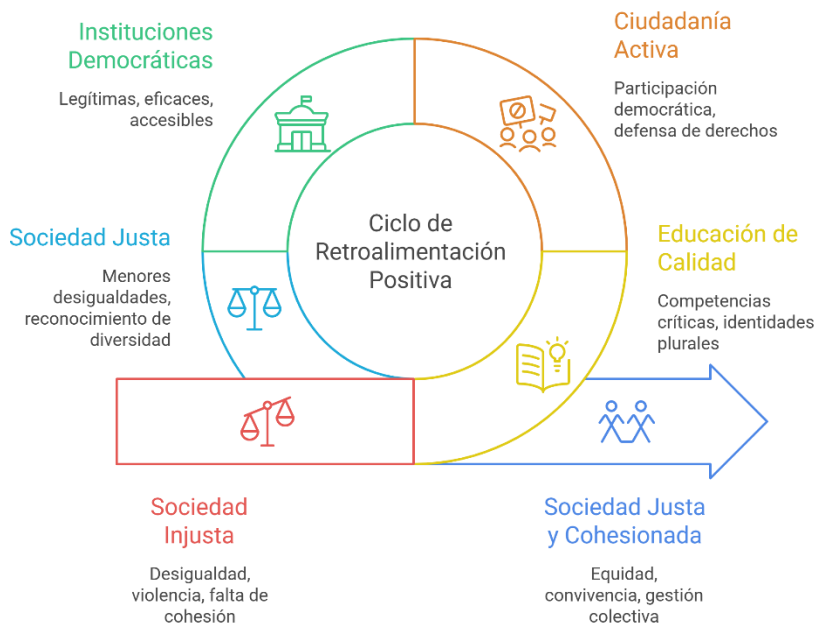 Instituciones
Democráticas
Legítimas, eficaces,
accesibles
Ciudadanía
Activa
Participación
democrática,
defensa de derechos
Ciclo de
Retroalimentación
Positiva
Sociedad Justa
Menores
desigualdades,
reconocimiento de
diversidad
Educación de
Calidad
Competencias
críticas, identidades
plurales
Sociedad
Injusta
Desigualdad,
violencia, falta de
cohesión
Sociedad Justa
y Cohesionada
Equidad,
convivencia, gestión
colectiva